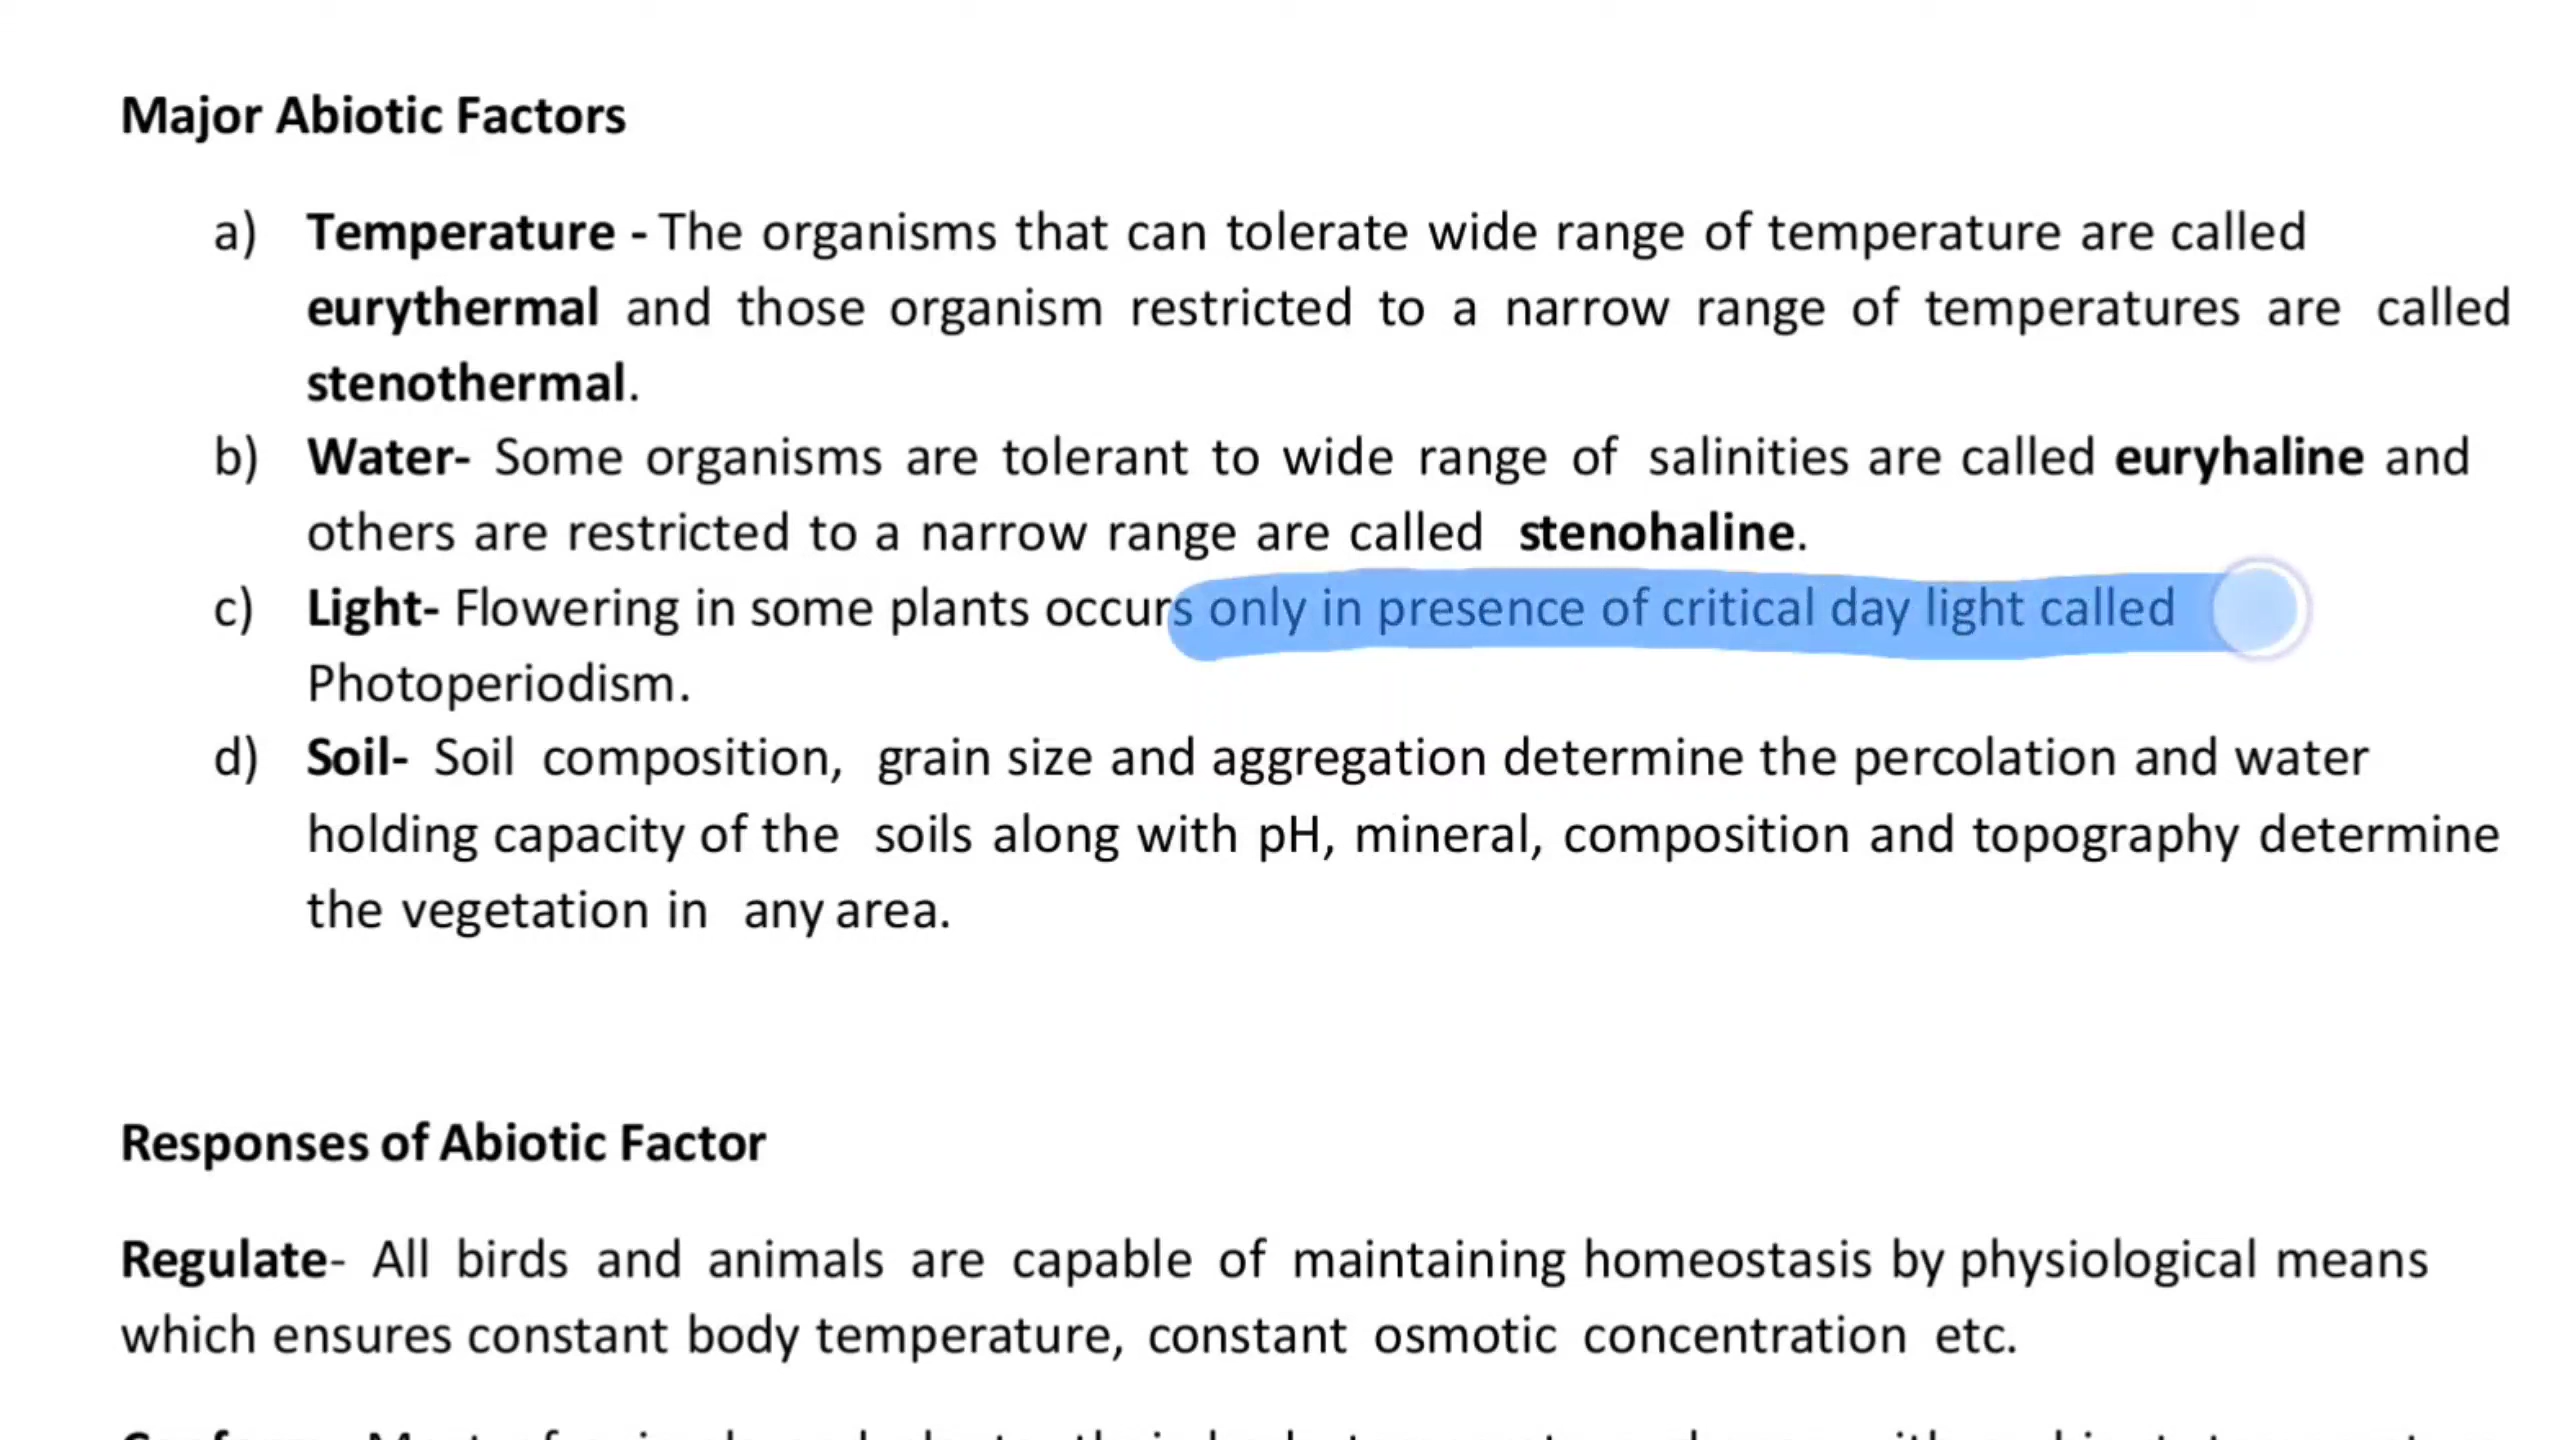 Major Abiotic Factors
a) Temperature - The organisms that can tolerate wide range of temperature are called
eurythermal and those organism restricted to a narrow range of temperatures are called
stenothermal.
b) Water- Some organisms are tolerant to wide range of salinities are called euryhaline and
others are restricted to a narrow range are called stenohaline.
c) Light- Flowering in some plants occurs only in presence of critical day light called
Photoperiodism.
d) Soil- Soil composition, grain size and aggregation determine the percolation and water
holding capacity of the soils along with pH, mineral, composition and topography determine
the vegetation in any area.
Responses of Abiotic Factor
Regulate- All birds and animals are capable of maintaining homeostasis by physiological means
which ensures constant body temperature, constant osmotic concentration etc.